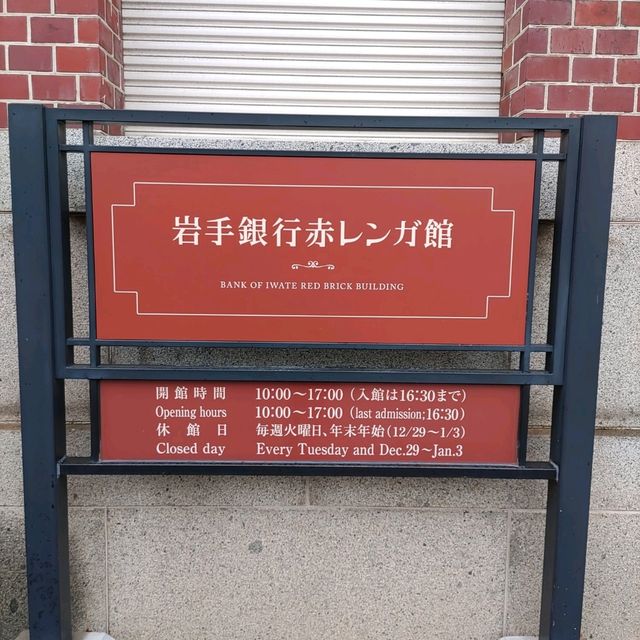 岩手銀行赤レンガ館
BANK OF IWATE RED BRICK BUILDING
開館時間 10:00～17:00 (入館は16:30まで)
Opening hours 10:00～17:00 (last admission;16:30)
休館日 毎週火曜日、年末年始(12/29～1/3)
Closed day Every Tuesday and Dec.29～Jan.3